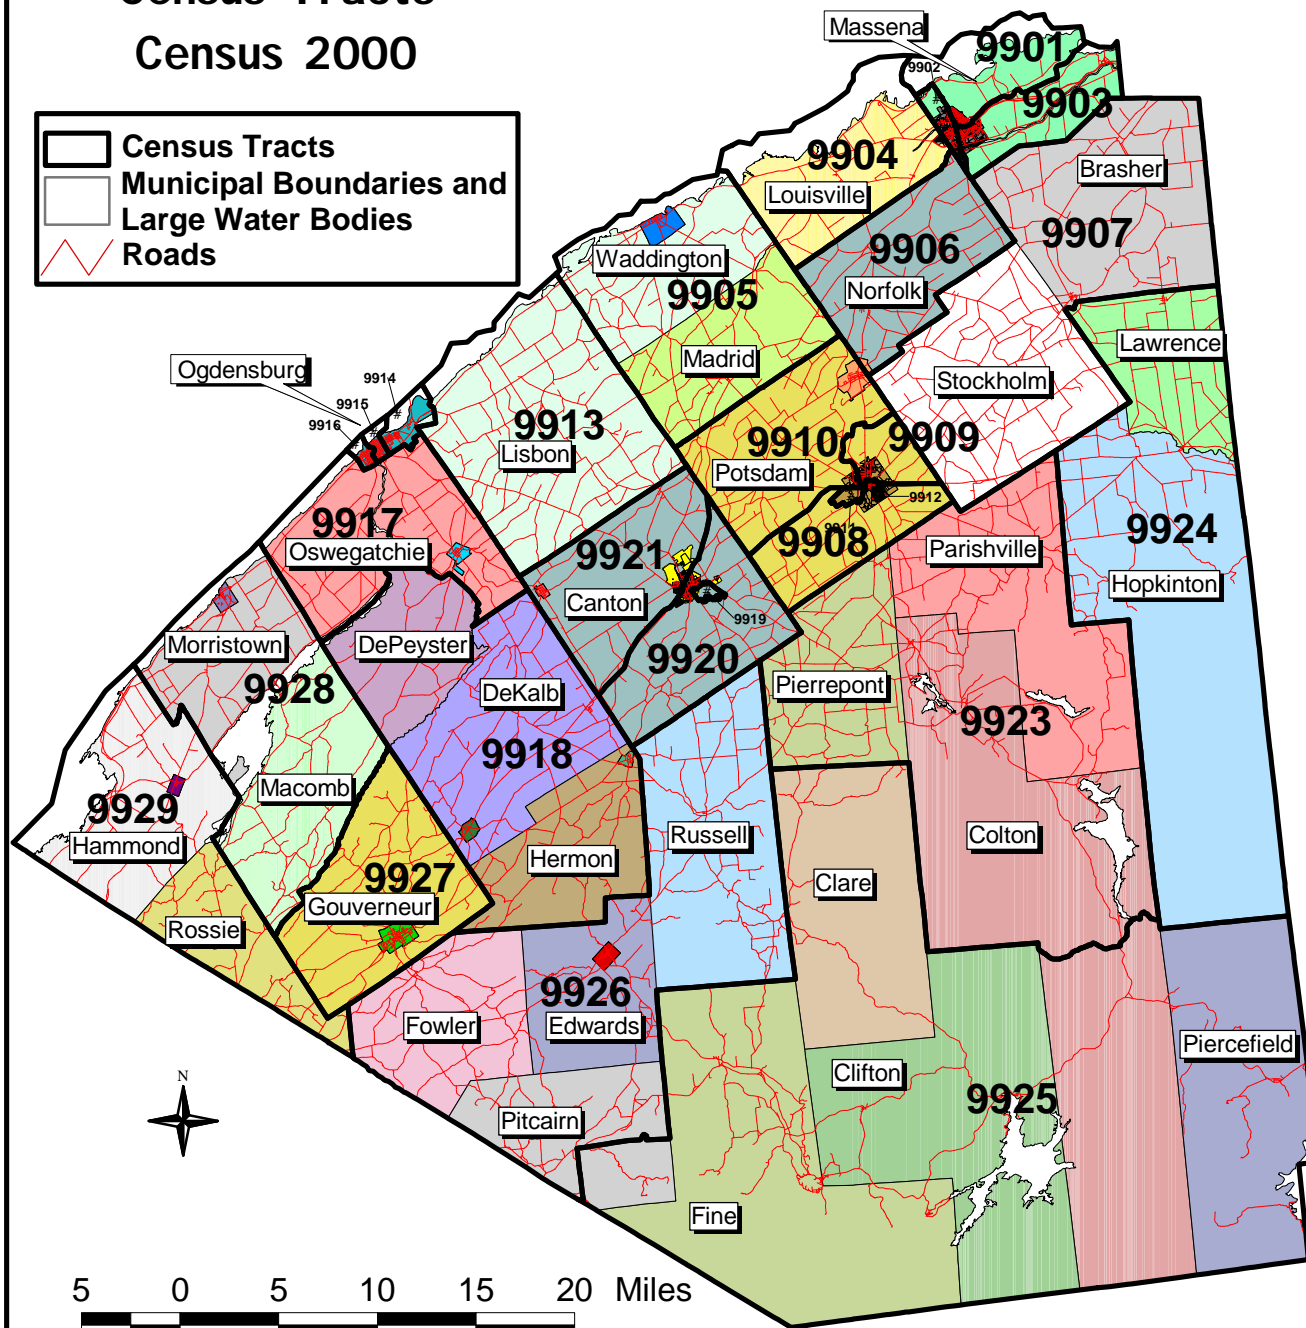 Census Tracts
Census 2000
Census Tracts
Municipal Boundaries and
Large Water Bodies
Roads
Massena
9901
9902
9903
9904
Louisville
Brasher
9907
Waddington
9905
9906
Norfolk
Madrid
Lawrence
Stockholm
Ogdensburg
9914
9915
9916
9913
Lisbon
9910
9909
Potsdam
9912
9911
9908
9917
Oswegatchie
9921
Canton
9919
9920
Parishville
9924
Hopkinton
Morristown
DePeyster
9928
DeKalb
Pierrepont
9923
9918
Macomb
9929
Hammond
Russell
Colton
Hermon
9927
Gouverneur
Clare
Rossie
9926
Fowler
Edwards
Piercefield
Clifton
9925
Pitcairn
Fine
N
5 0 5 10 15 20 Miles